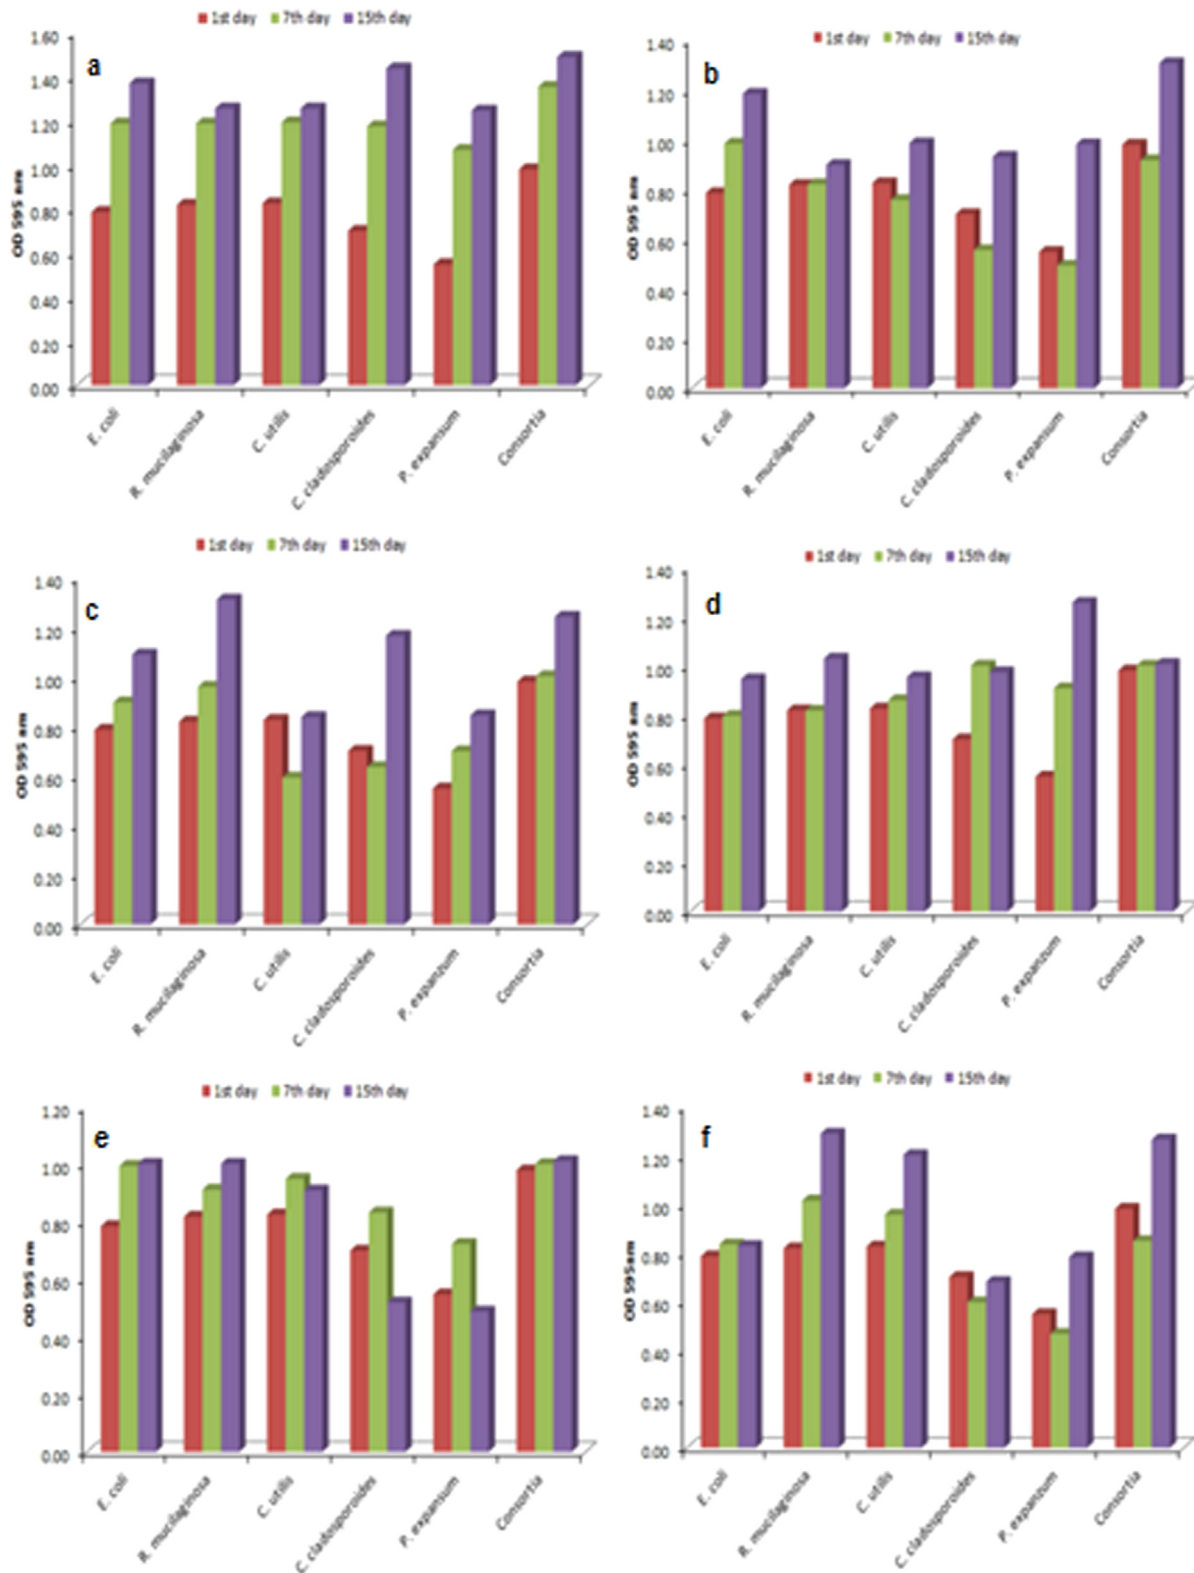 1st day 7th day 15th day
a
OD 595 nm
1.60
1.40
1.20
1.00
0.80
0.60
0.40
0.20
0.00
E. coli
R. mucilaginosa
C. utilis
C. cladosporoides
P. expansum
Consortia
1st day 7th day 15th day
b
OD 595 nm
1.40
1.20
1.00
0.80
0.60
0.40
0.20
0.00
E. coli
R. mucilaginosa
C. utilis
C. cladosporoides
P. expansum
Consortia
1st day 7th day 15th day
c
OD 595 nm
1.40
1.20
1.00
0.80
0.60
0.40
0.20
0.00
E. coli
R. mucilaginosa
C. utilis
C. cladosporoides
P. expanzum
Consortia
1st day 7th day 15th day
d
OD 595 nm
1.40
1.20
1.00
0.80
0.60
0.40
0.20
0.00
E. coli
R. mucilaginosa
C. utilis
C. cladosporoides
P. expanzum
Consortia
1st day 7th day 15th day
e
OD 595 nm
1.20
1.00
0.80
0.60
0.40
0.20
0.00
E. coli
R. mucilaginosa
C. utilis
C. cladosporoides
P. expansum
Consortia
1st day 7th day 15th day
f
OD 595nm
1.40
1.20
1.00
0.80
0.60
0.40
0.20
0.00
E. coli
R. mucilaginosa
C. utilis
C. cladosporoides
P. expanzum
Consortia